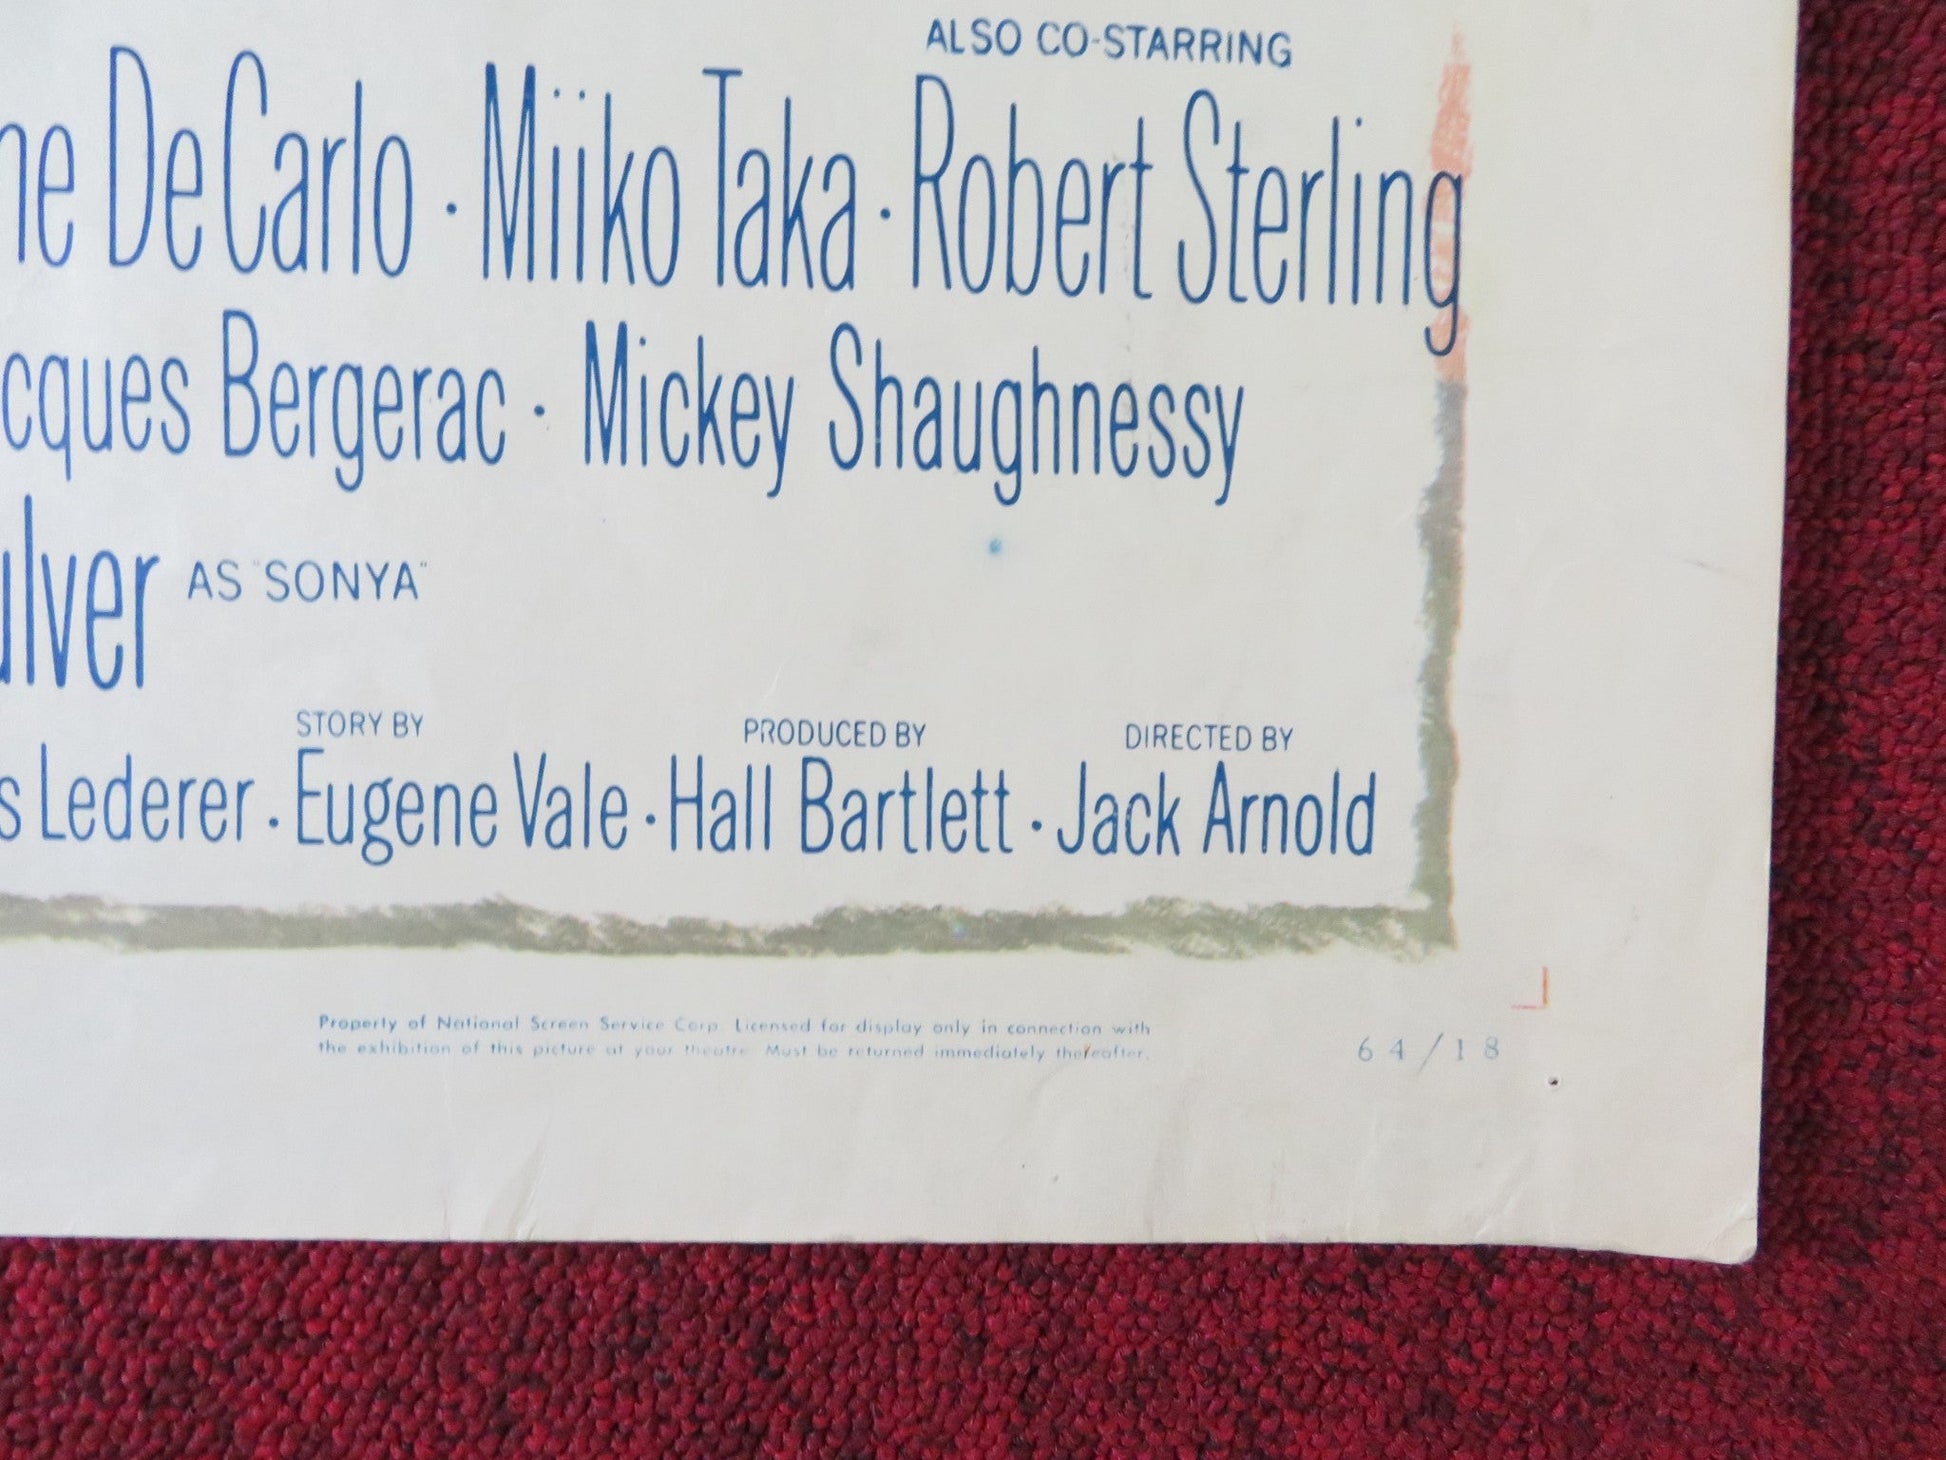 ALSO CO-STARRING
ne De Carlo · Miiko Taka · Robert Sterling
cques Bergerac · Mickey Shaughnessy
ulver AS "SONYA"
STORY BY PRODUCED BY DIRECTED BY
s Lederer · Eugene Vale · Hall Bartlett · Jack Arnold
Property of National Screen Service Corp. Licensed for display only in connection with
the exhibition of this picture at your theatre. Must be returned immediately thereafter.
64/18